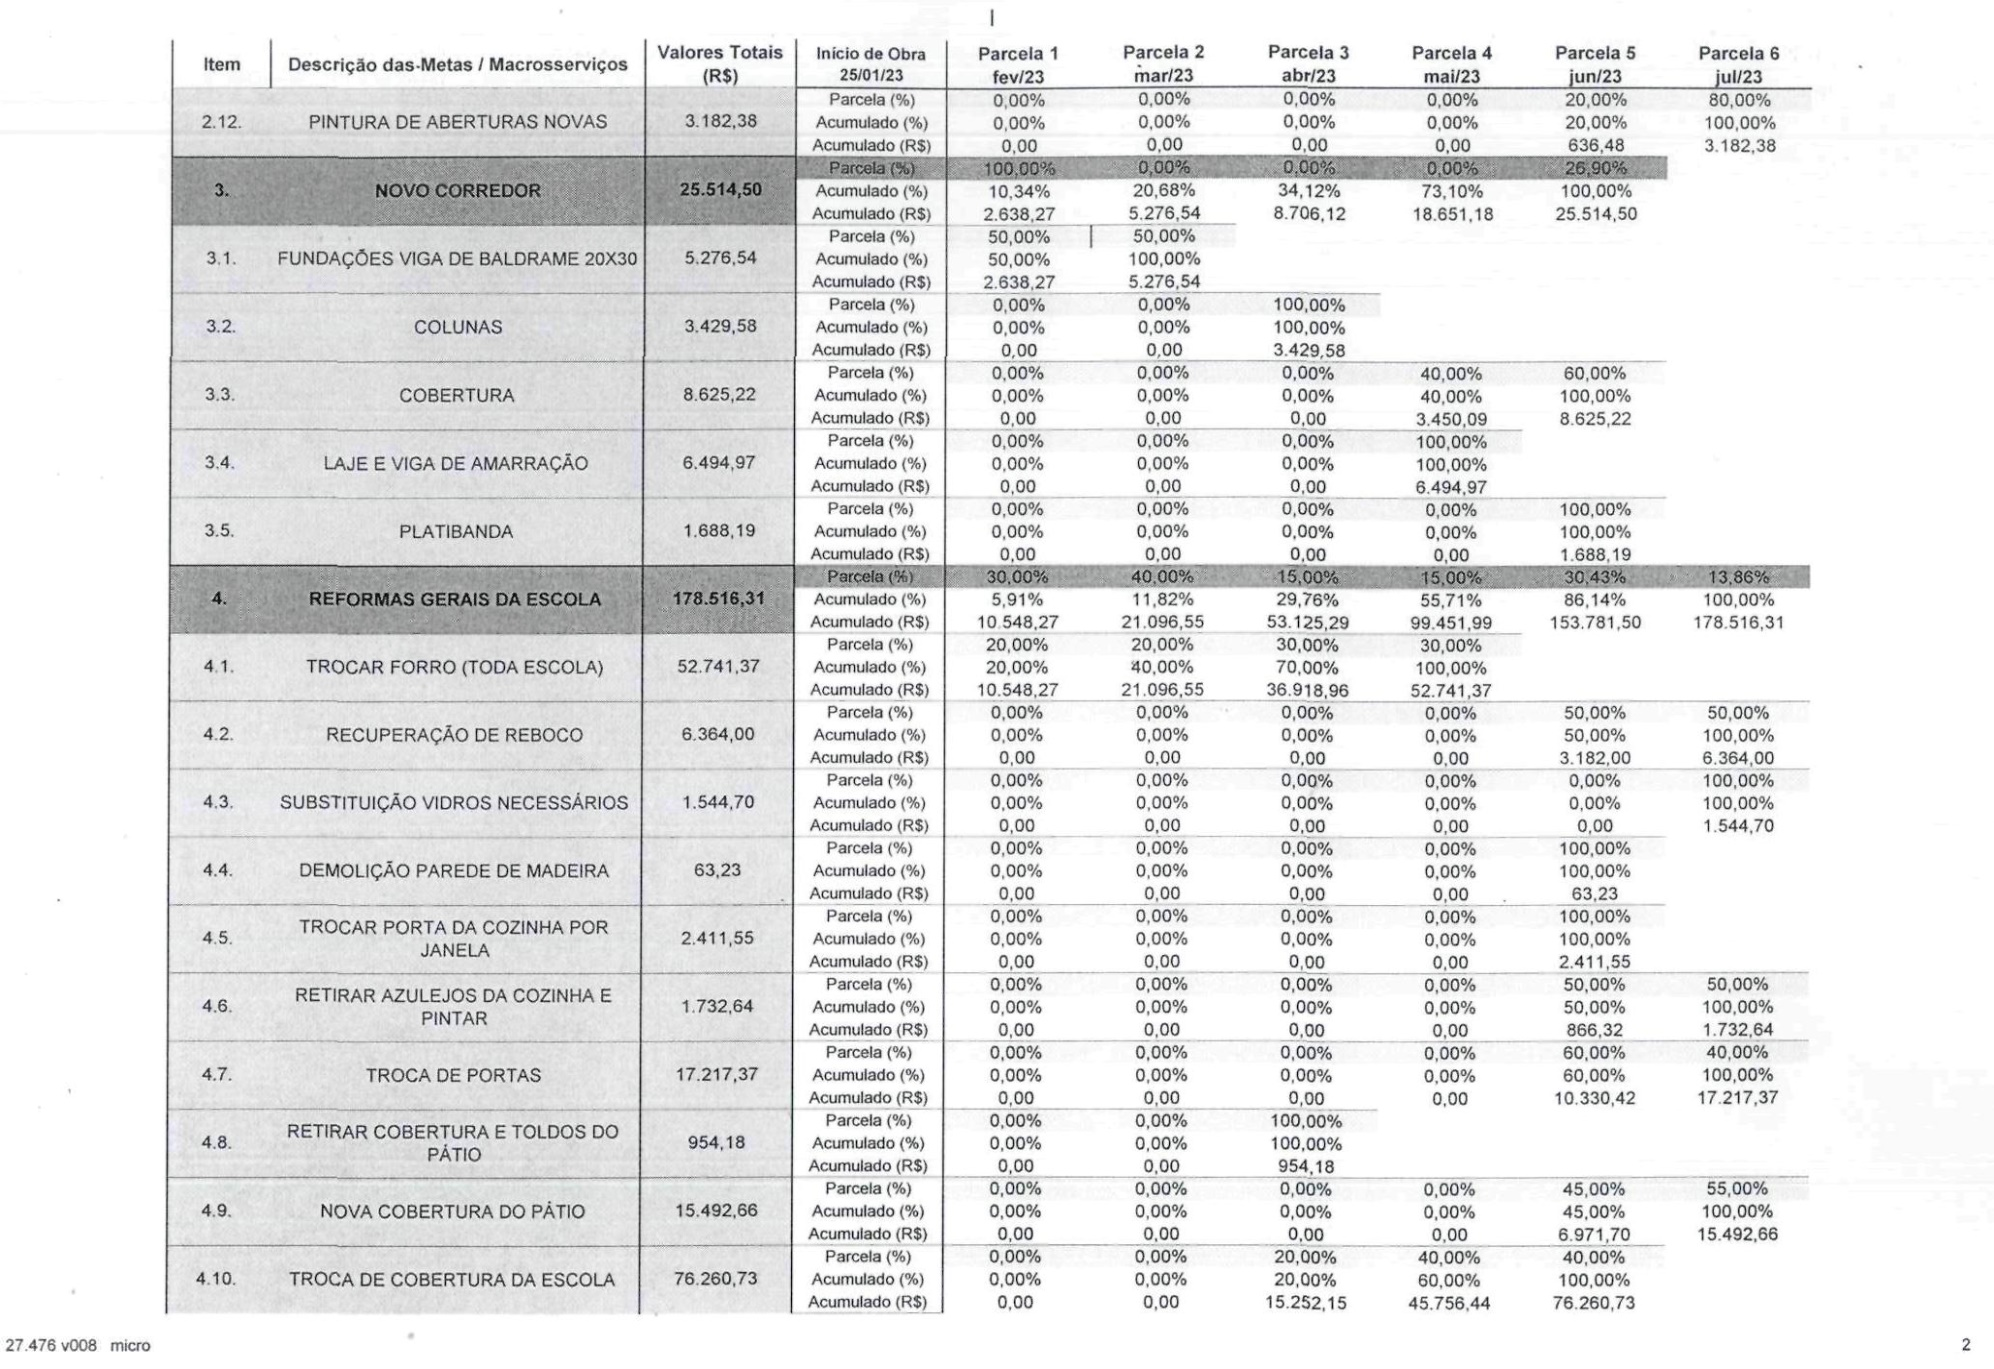 Item Descrição das Metas / Macrosserviços Valores Totais (R$) Início de Obra 25/01/23 Parcela 1 fev/23 Parcela 2 mar/23 Parcela 3 abr/23 Parcela 4 mai/23 Parcela 5 jun/23 Parcela 6 jul/23
Parcela (%) 0,00% 0,00% 0,00% 0,00% 20,00% 80,00%
2.12. PINTURA DE ABERTURAS NOVAS 3.182,38 Acumulado (%) 0,00% 0,00% 0,00% 0,00% 20,00% 100,00%
Acumulado (R$) 0,00 0,00 0,00 0,00 636,48 3.182,38
Parcela (%) 100,00% 0,00% 0,00% 0,00% 26,90%
3. NOVO CORREDOR 25.514,50 Acumulado (%) 10,34% 20,68% 34,12% 73,10% 100,00%
Acumulado (R$) 2.638,27 5.276,54 8.706,12 18.651,18 25.514,50
Parcela (%) 50,00% 50,00%
3.1. FUNDAÇÕES VIGA DE BALDRAME 20X30 5.276,54 Acumulado (%) 50,00% 100,00%
Acumulado (R$) 2.638,27 5.276,54
Parcela (%) 0,00% 0,00% 100,00%
3.2. COLUNAS 3.429,58 Acumulado (%) 0,00% 0,00% 100,00%
Acumulado (R$) 0,00 0,00 3.429,58
Parcela (%) 0,00% 0,00% 0,00% 40,00% 60,00%
3.3. COBERTURA 8.625,22 Acumulado (%) 0,00% 0,00% 0,00% 40,00% 100,00%
Acumulado (R$) 0,00 0,00 0,00 3.450,09 8.625,22
Parcela (%) 0,00% 0,00% 0,00% 100,00%
3.4. LAJE E VIGA DE AMARRAÇÃO 6.494,97 Acumulado (%) 0,00% 0,00% 0,00% 100,00%
Acumulado (R$) 0,00 0,00 0,00 6.494,97
Parcela (%) 0,00% 0,00% 0,00% 0,00% 100,00%
3.5. PLATIBANDA 1.688,19 Acumulado (%) 0,00% 0,00% 0,00% 0,00% 100,00%
Acumulado (R$) 0,00 0,00 0,00 0,00 1.688,19
Parcela (%) 30,00% 40,00% 15,00% 15,00% 30,43% 13,86%
4. REFORMAS GERAIS DA ESCOLA 178.516,31 Acumulado (%) 5,91% 11,82% 29,76% 55,71% 86,14% 100,00%
Acumulado (R$) 10.548,27 21.096,55 53.125,29 99.451,99 153.781,50 178.516,31
Parcela (%) 20,00% 20,00% 30,00% 30,00%
4.1. TROCAR FORRO (TODA ESCOLA) 52.741,37 Acumulado (%) 20,00% 40,00% 70,00% 100,00%
Acumulado (R$) 10.548,27 21.096,55 36.918,96 52.741,37
Parcela (%) 0,00% 0,00% 0,00% 0,00% 50,00% 50,00%
4.2. RECUPERAÇÃO DE REBOCO 6.364,00 Acumulado (%) 0,00% 0,00% 0,00% 0,00% 50,00% 100,00%
Acumulado (R$) 0,00 0,00 0,00 0,00 3.182,00 6.364,00
Parcela (%) 0,00% 0,00% 0,00% 0,00% 0,00% 100,00%
4.3. SUBSTITUIÇÃO VIDROS NECESSÁRIOS 1.544,70 Acumulado (%) 0,00% 0,00% 0,00% 0,00% 0,00% 100,00%
Acumulado (R$) 0,00 0,00 0,00 0,00 0,00 1.544,70
Parcela (%) 0,00% 0,00% 0,00% 0,00% 100,00%
4.4. DEMOLIÇÃO PAREDE DE MADEIRA 63,23 Acumulado (%) 0,00% 0,00% 0,00% 0,00% 100,00%
Acumulado (R$) 0,00 0,00 0,00 0,00 63,23
Parcela (%) 0,00% 0,00% 0,00% 0,00% 100,00%
4.5. TROCAR PORTA DA COZINHA POR JANELA 2.411,55 Acumulado (%) 0,00% 0,00% 0,00% 0,00% 100,00%
Acumulado (R$) 0,00 0,00 0,00 0,00 2.411,55
Parcela (%) 0,00% 0,00% 0,00% 0,00% 50,00% 50,00%
4.6. RETIRAR AZULEJOS DA COZINHA E PINTAR 1.732,64 Acumulado (%) 0,00% 0,00% 0,00% 0,00% 50,00% 100,00%
Acumulado (R$) 0,00 0,00 0,00 0,00 866,32 1.732,64
Parcela (%) 0,00% 0,00% 0,00% 0,00% 60,00% 40,00%
4.7. TROCA DE PORTAS 17.217,37 Acumulado (%) 0,00% 0,00% 0,00% 0,00% 60,00% 100,00%
Acumulado (R$) 0,00 0,00 0,00 0,00 10.330,42 17.217,37
Parcela (%) 0,00% 0,00% 100,00%
4.8. RETIRAR COBERTURA E TOLDOS DO PÁTIO 954,18 Acumulado (%) 0,00% 0,00% 100,00%
Acumulado (R$) 0,00 0,00 954,18
Parcela (%) 0,00% 0,00% 0,00% 0,00% 45,00% 55,00%
4.9. NOVA COBERTURA DO PÁTIO 15.492,66 Acumulado (%) 0,00% 0,00% 0,00% 0,00% 45,00% 100,00%
Acumulado (R$) 0,00 0,00 0,00 0,00 6.971,70 15.492,66
Parcela (%) 0,00% 0,00% 20,00% 40,00% 40,00%
4.10. TROCA DE COBERTURA DA ESCOLA 76.260,73 Acumulado (%) 0,00% 0,00% 20,00% 60,00% 100,00%
Acumulado (R$) 0,00 0,00 15.252,15 45.756,44 76.260,73
27.476 v008 micro 2